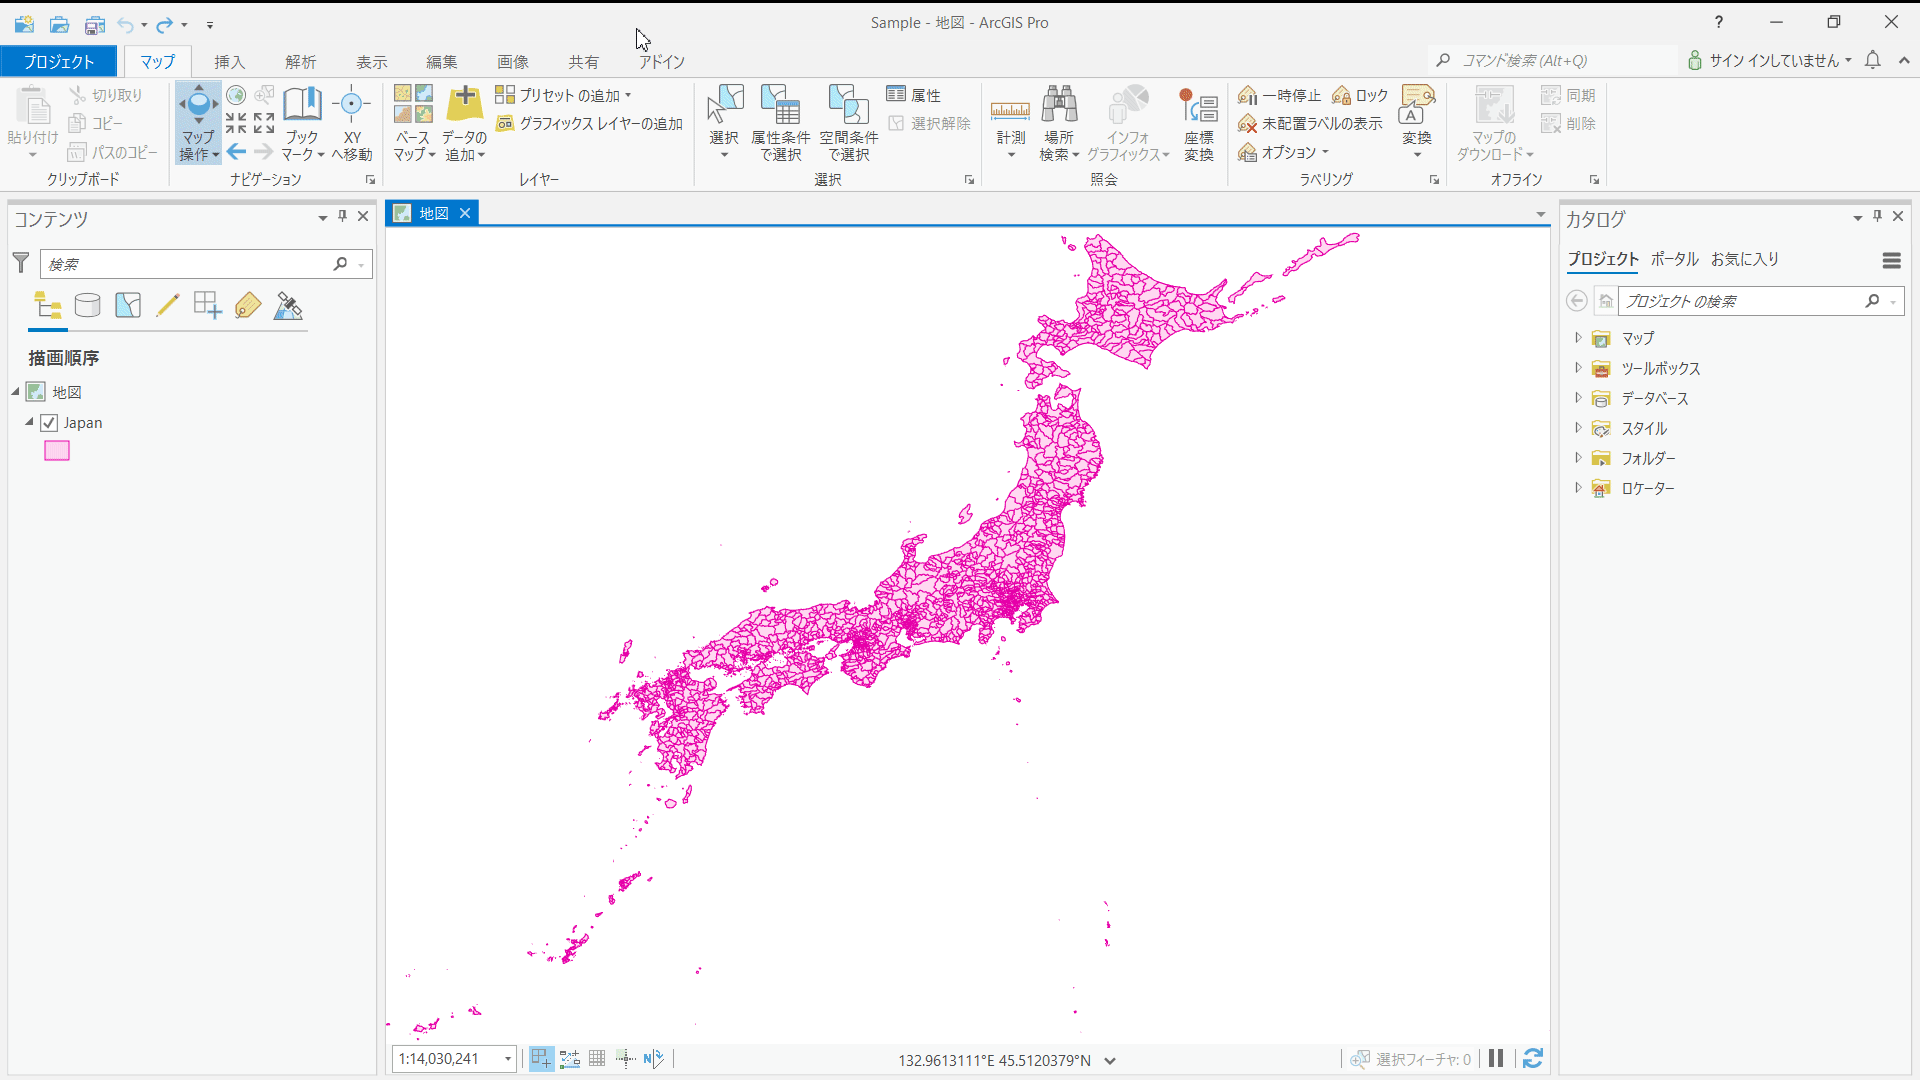 Sample - 地図 - ArcGIS Pro
?
プロジェクト マップ 挿入 解析 表示 編集 画像 共有 アドイン
コマンド検索 (Alt+Q)
サイン インしていません
貼り付け
切り取り
コピー
パスのコピー
クリップボード
マップ
操作
ブック
マーク
XY
へ移動
ナビゲーション
ベース
マップ
データの
追加
プリセット の追加
グラフィックス レイヤーの追加
レイヤー
選択
属性条件
で選択
空間条件
で選択
属性
選択解除
選択
計測
場所
検索
インフォ
グラフィックス
座標
変換
照会
一時停止
ロック
未配置ラベルの表示
オプション
変換
ラベリング
マップの
ダウンロード
同期
削除
オフライン
コンテンツ
検索
描画順序
地図
Japan
地図
カタログ
プロジェクト ポータル お気に入り
プロジェクト の検索
マップ
ツールボックス
データベース
スタイル
フォルダー
ロケーター
1:14,030,241
132.9613111°E 45.5120379°N
選択フィーチャ: 0